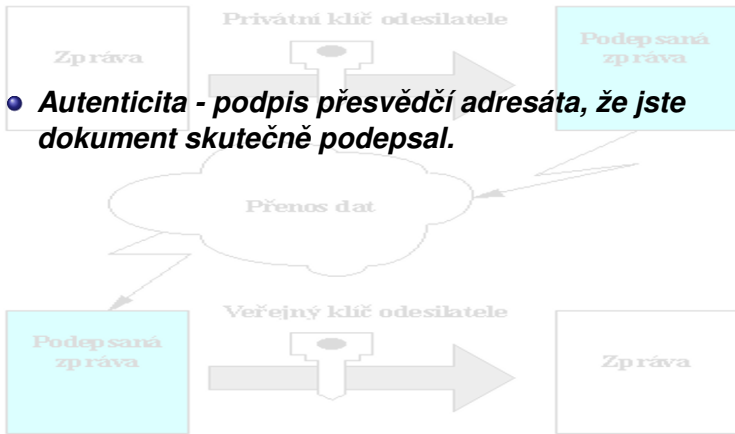 Privátní klíč odesilatele
Zpráva
Podepsaná
zpráva
Autenticita - podpis přesvědčí adresáta, že jste
dokument skutečně podepsal.
Přenos dat
Veřejný klíč odesilatele
Podepsaná
zpráva
Zpráva